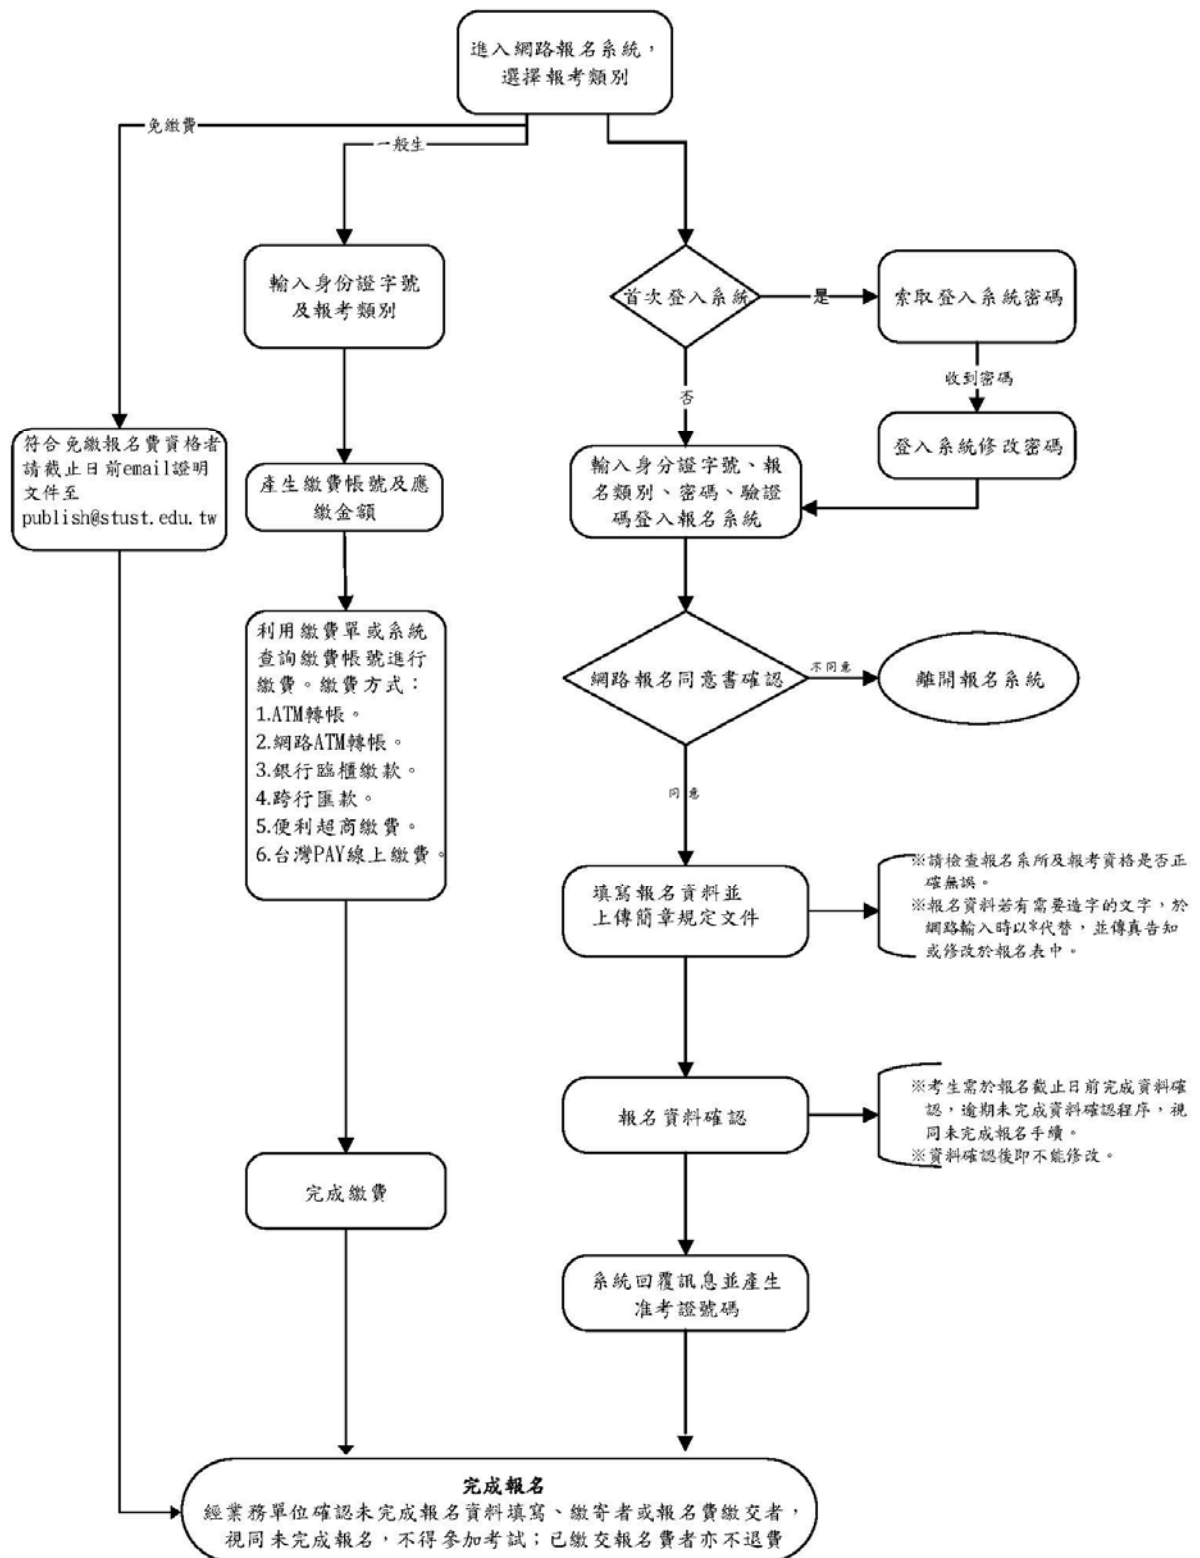 進入網路報名系統，
選擇報考類別
免繳費
一般生
輸入身份證字號
及報考類別
首次登入系統
是
索取登入系統密碼
收到密碼
否
登入系統修改密碼
符合免繳報名費資格者
請截止日前email證明
文件至
publish@stust.edu.tw
產生繳費帳號及應
繳金額
輸入身分證字號、報
名類別、密碼、驗證
碼登入報名系統
利用繳費單或系統
查詢繳費帳號進行
繳費。繳費方式：
1.ATM轉帳。
2.網路ATM轉帳。
3.銀行臨櫃繳款。
4.跨行匯款。
5.便利超商繳費。
6.台灣PAY線上繳費。
網路報名同意書確認
不同意
離開報名系統
同意
填寫報名資料並
上傳簡章規定文件
※請檢查報名系所及報考資格是否正
確無誤。
※報名資料若有需要造字的文字，於
網路輸入時以*代替，並傳真告知
或修改於報名表中。
報名資料確認
※考生需於報名截止日前完成資料確
認，逾期未完成資料確認程序，視
同未完成報名手續。
※資料確認後即不能修改。
完成繳費
系統回覆訊息並產生
准考證號碼
完成報名
經業務單位確認未完成報名資料填寫、繳寄者或報名費繳交者，
視同未完成報名，不得參加考試；已繳交報名費者亦不退費